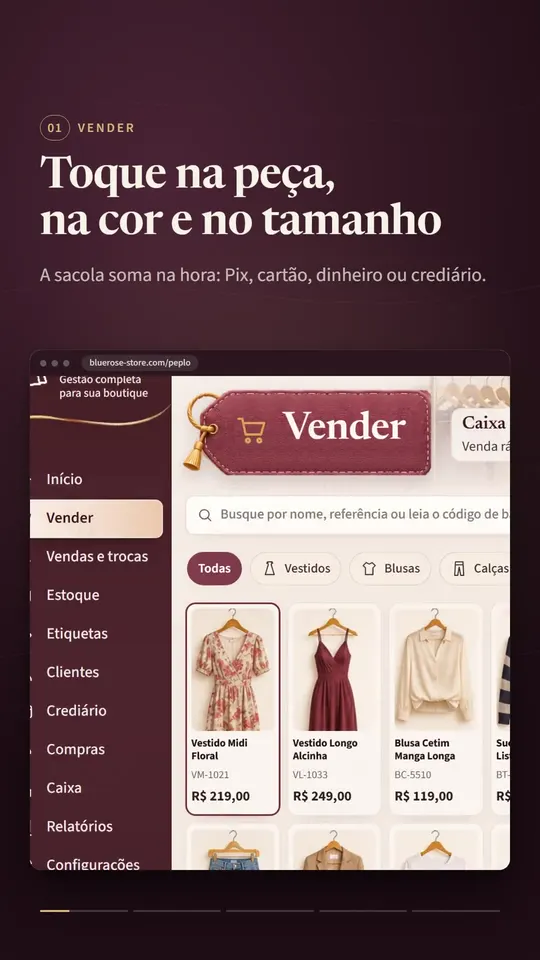 01 VENDER
Toque na peça,
na cor e no tamanho
A sacola soma na hora: Pix, cartão, dinheiro ou crediário.
bluerose-store.com/peplo
Gestão completa
para sua boutique
Início
Vender
Vendas e trocas
Estoque
Etiquetas
Clientes
Crediário
Compras
Caixa
Relatórios
Configurações
Vender
Caixa
Venda
Busque por nome, referência ou leia o código de
Todas
Vestidos
Blusas
Calças
Vestido Midi
Floral
VM-1021
R$ 219,00
Vestido Longo
Alcinha
VL-1033
R$ 249,00
Blusa Cetim
Manga Longa
BC-5510
R$ 119,00
BT-
R$